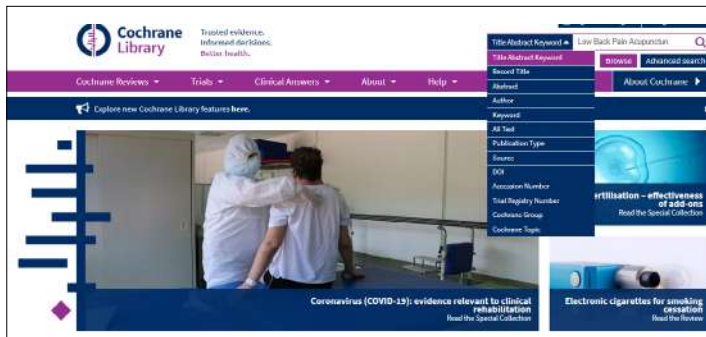 Cochrane
Library
Trusted evidence.
Informed decisions.
Better health.
Title Abstract Keyword
Low Back Pain Acupunctur
Browse
Advanced search
Cochrane Reviews
Trials
Clinical Answers
About
Help
About Cochrane
Title Abstract Keyword
Record Title
Abstract
Author
Keyword
All Text
Publication Type
Source
DOI
Accession Number
Trial Registry Number
Cochrane Group
Cochrane Topic
Explore new Cochrane Library features here.
ertilisation – effectiveness
of add-ons
Read the Special Collection
Coronavirus (COVID-19): evidence relevant to clinical
rehabilitation
Read the Special Collection
Electronic cigarettes for smoking
cessation
Read the Review